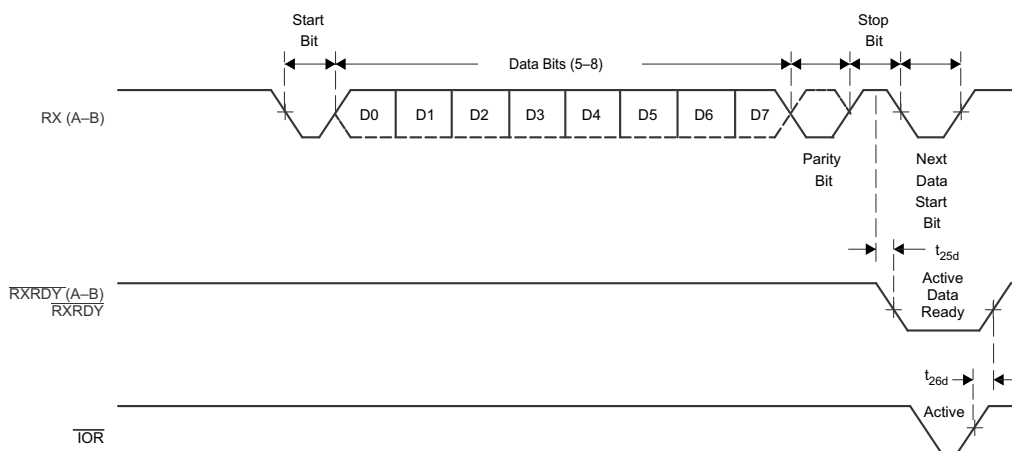 Start
Bit
Stop
Bit
Data Bits (5–8)
RX (A–B)
D0
D1
D2
D3
D4
D5
D6
D7
Parity
Bit
Next
Data
Start
Bit
t25d
RXRDY (A–B)
RXRDY
Active
Data
Ready
t26d
Active
IOR